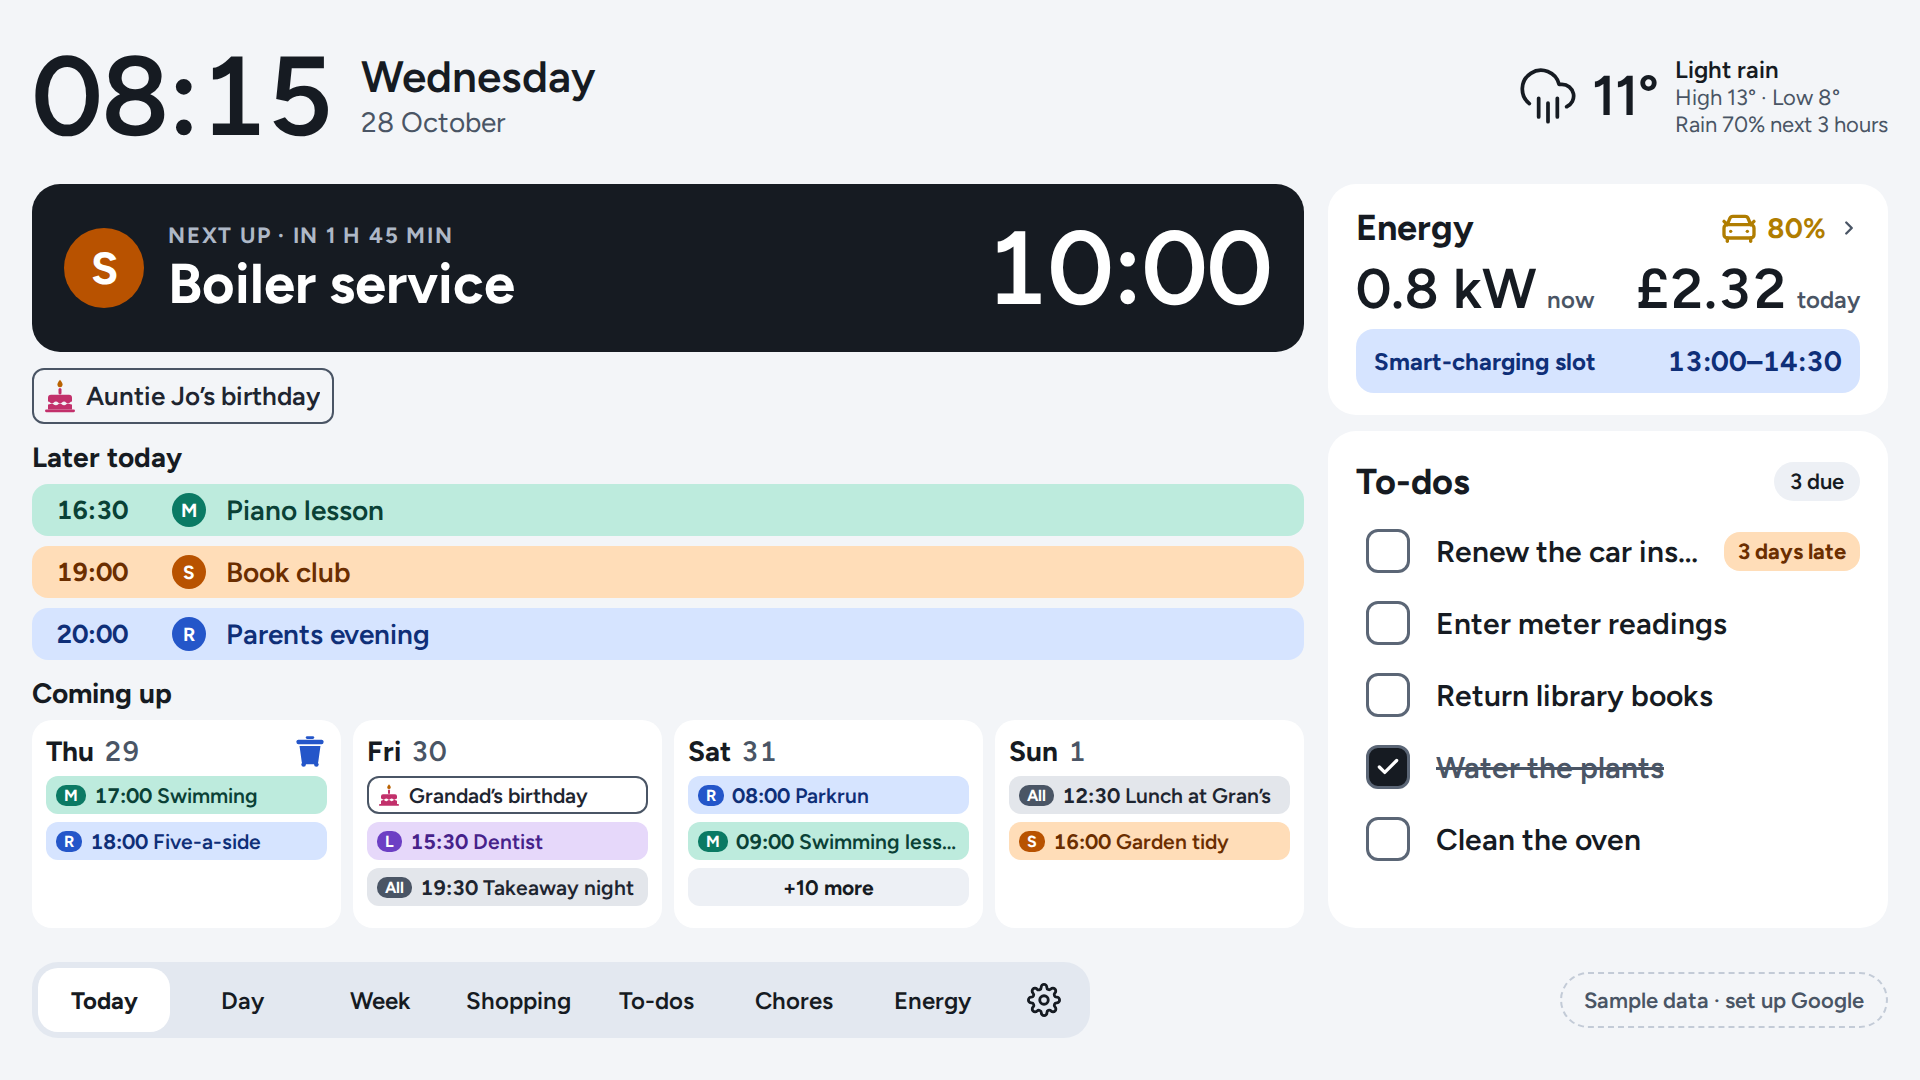 08:15
Wednesday
28 October
11°
Light rain
High 13° · Low 8°
Rain 70% next 3 hours
S
NEXT UP · IN 1 H 45 MIN
Boiler service
10:00
Auntie Jo’s birthday
Later today
16:30 M Piano lesson
19:00 S Book club
20:00 R Parents evening
Coming up
Thu 29
M 17:00 Swimming
R 18:00 Five-a-side
Fri 30
Grandad’s birthday
L 15:30 Dentist
All 19:30 Takeaway night
Sat 31
R 08:00 Parkrun
M 09:00 Swimming less...
+10 more
Sun 1
All 12:30 Lunch at Gran’s
S 16:00 Garden tidy
Energy
80%
0.8 kW now
£2.32 today
Smart-charging slot 13:00–14:30
To-dos
3 due
Renew the car ins...
3 days late
Enter meter readings
Return library books
Water the plants
Clean the oven
Today
Day
Week
Shopping
To-dos
Chores
Energy
Sample data · set up Google